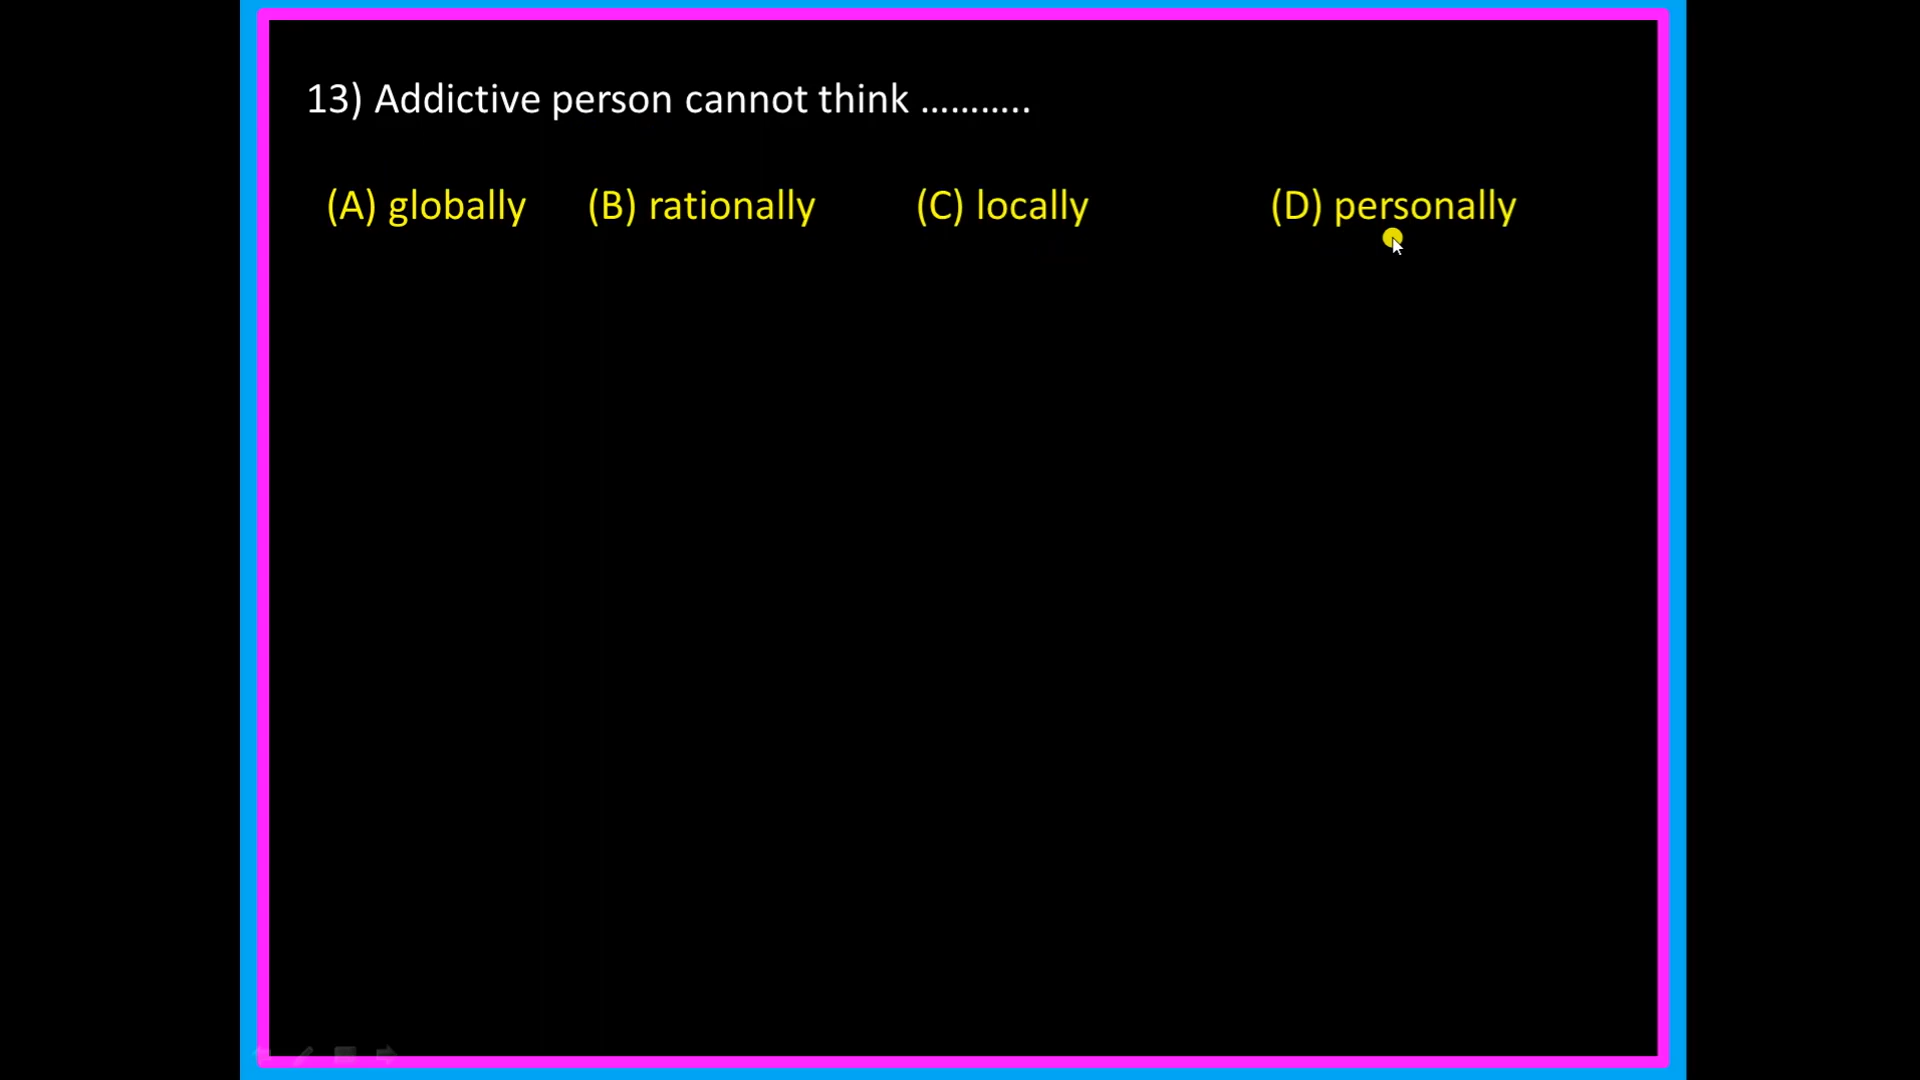 13) Addictive person cannot think ...........
(A) globally (B) rationally (C) locally (D) personally